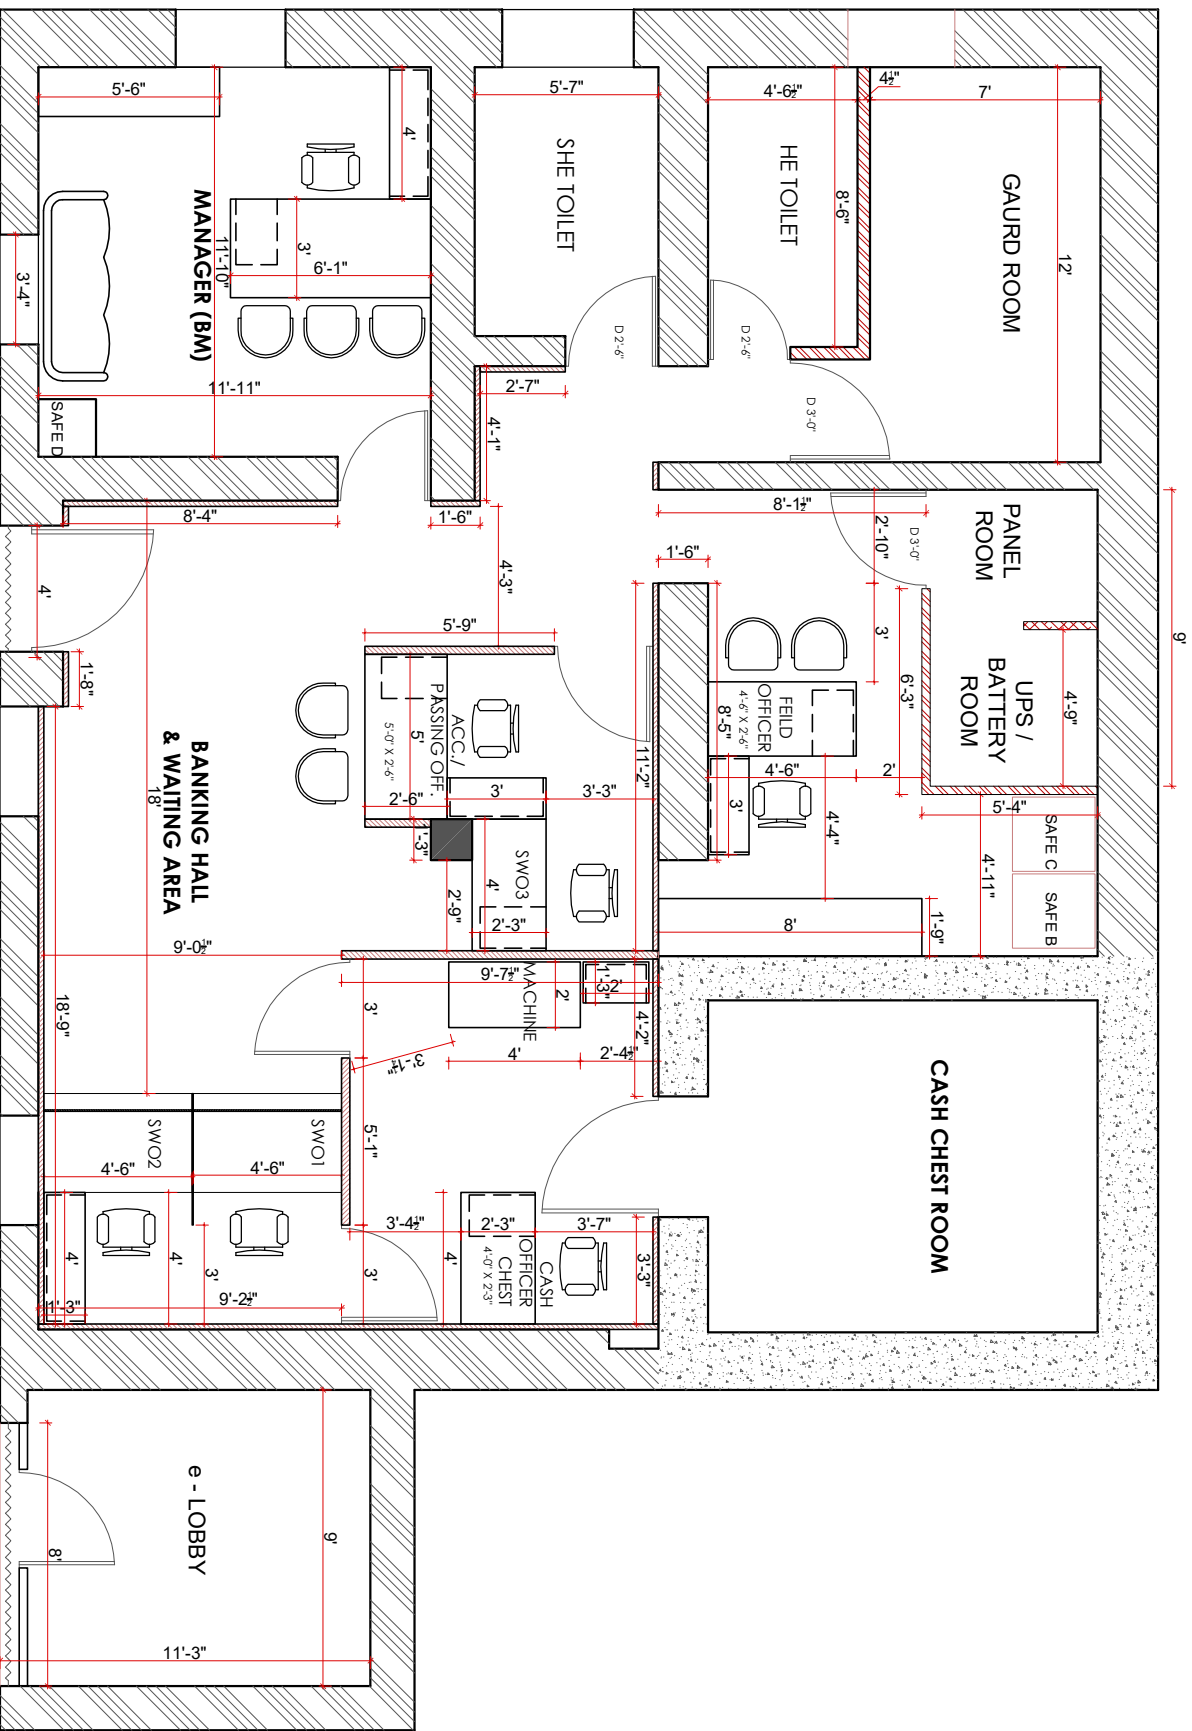 5'-6"
4'
MANAGER (BM)
11'-10"
3'
6'-1"
3'-4"
11'-11"
SAFE D
5'-7"
SHE TOILET
D 2'-6"
2'-7"
4'-1"
4'-6½"
4½"
7'
HE TOILET
8'-6"
D 2'-6"
GAURD ROOM
12'
D 3'-0"
8'-4"
1'-6"
4'-3"
4'
1'-8"
8'-1½"
2'-10"
1'-6"
D 3'-0"
PANEL
ROOM
9'
UPS /
BATTERY
ROOM
4'-9"
3'
6'-3"
FEILD
OFFICER
4'-6" X 2'-6"
8'-5"
4'-6"
2'
3'
4'-4"
5'-4"
SAFE C
SAFE B
4'-11"
8'
1'-9"
5'-9"
ACC./
PASSING OFF.
5'-0" X 2'-6"
5'
11'-2"
2'-6"
3'
3'-3"
1'-3"
SWO3
4'
2'-9"
2'-3"
BANKING HALL
& WAITING AREA
18'
9'-0½"
18'-9"
9'-7½"
MACHINE
2'
1'-3"
2'
4'-2"
3'
3'-1½"
4'
2'-4½"
CASH CHEST ROOM
5'-1"
SWO2
SWO1
4'-6"
4'-6"
4'
4'
3'
1'-3"
9'-2½"
3'
3'-4½"
2'-3"
3'-7"
4'
CASH
CHEST
OFFICER
4'-0" X 2'-3"
3'-3"
e - LOBBY
9'
8'
11'-3"